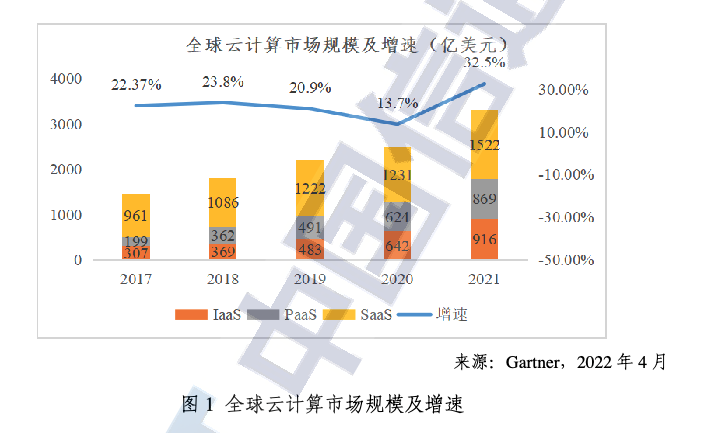 全球云计算市场规模及增速（亿美元）
32.5%
22.37% 23.8% 20.9% 13.7%
4000
3000
2000
1000
0
30.00%
10.00%
-10.00%
-30.00%
-50.00%
961 1086 1222 1231 1522
199 362 491 624 869
307 369 483 642 916
2017 2018 2019 2020 2021
IaaS PaaS SaaS 增速
来源：Gartner，2022 年 4 月
图 1 全球云计算市场规模及增速
中国信通